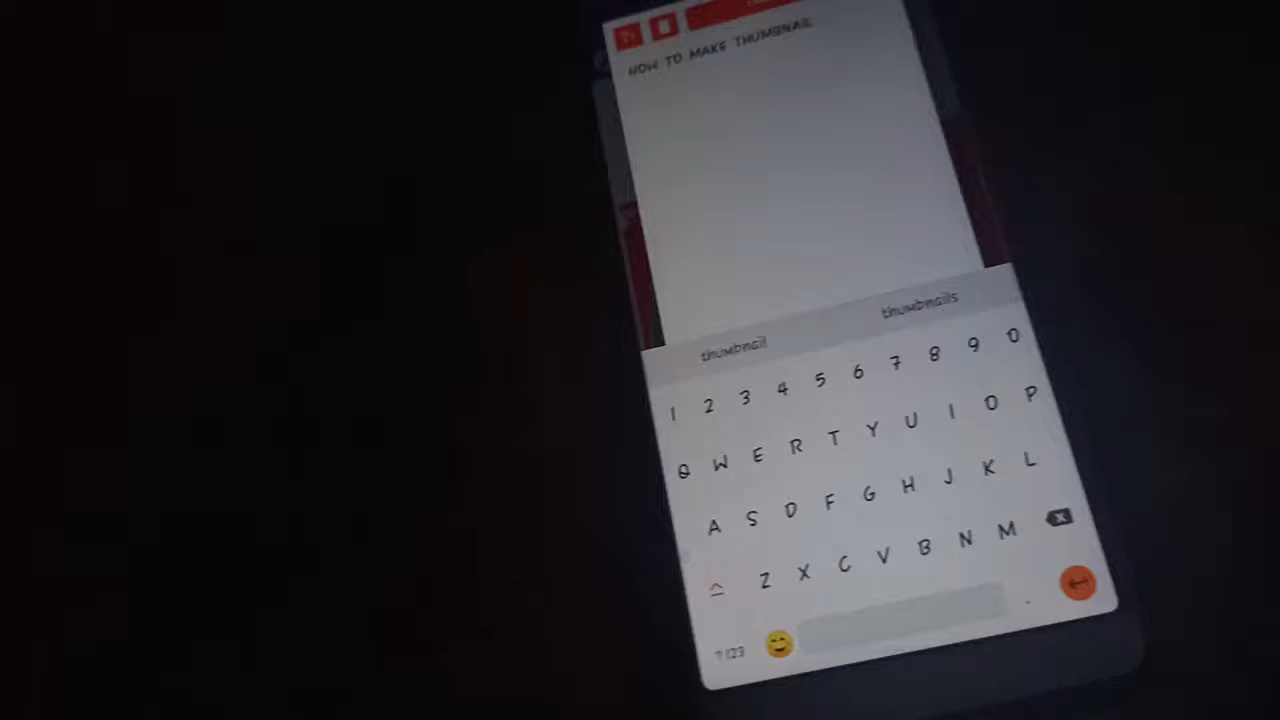 HOW TO MAKE THUMBNAIL
thumbnail thumbnails
1 2 3 4 5 6 7 8 9 0
Q W E R T Y U I O P
A S D F G H J K L
Z X C V B N M
?123 .